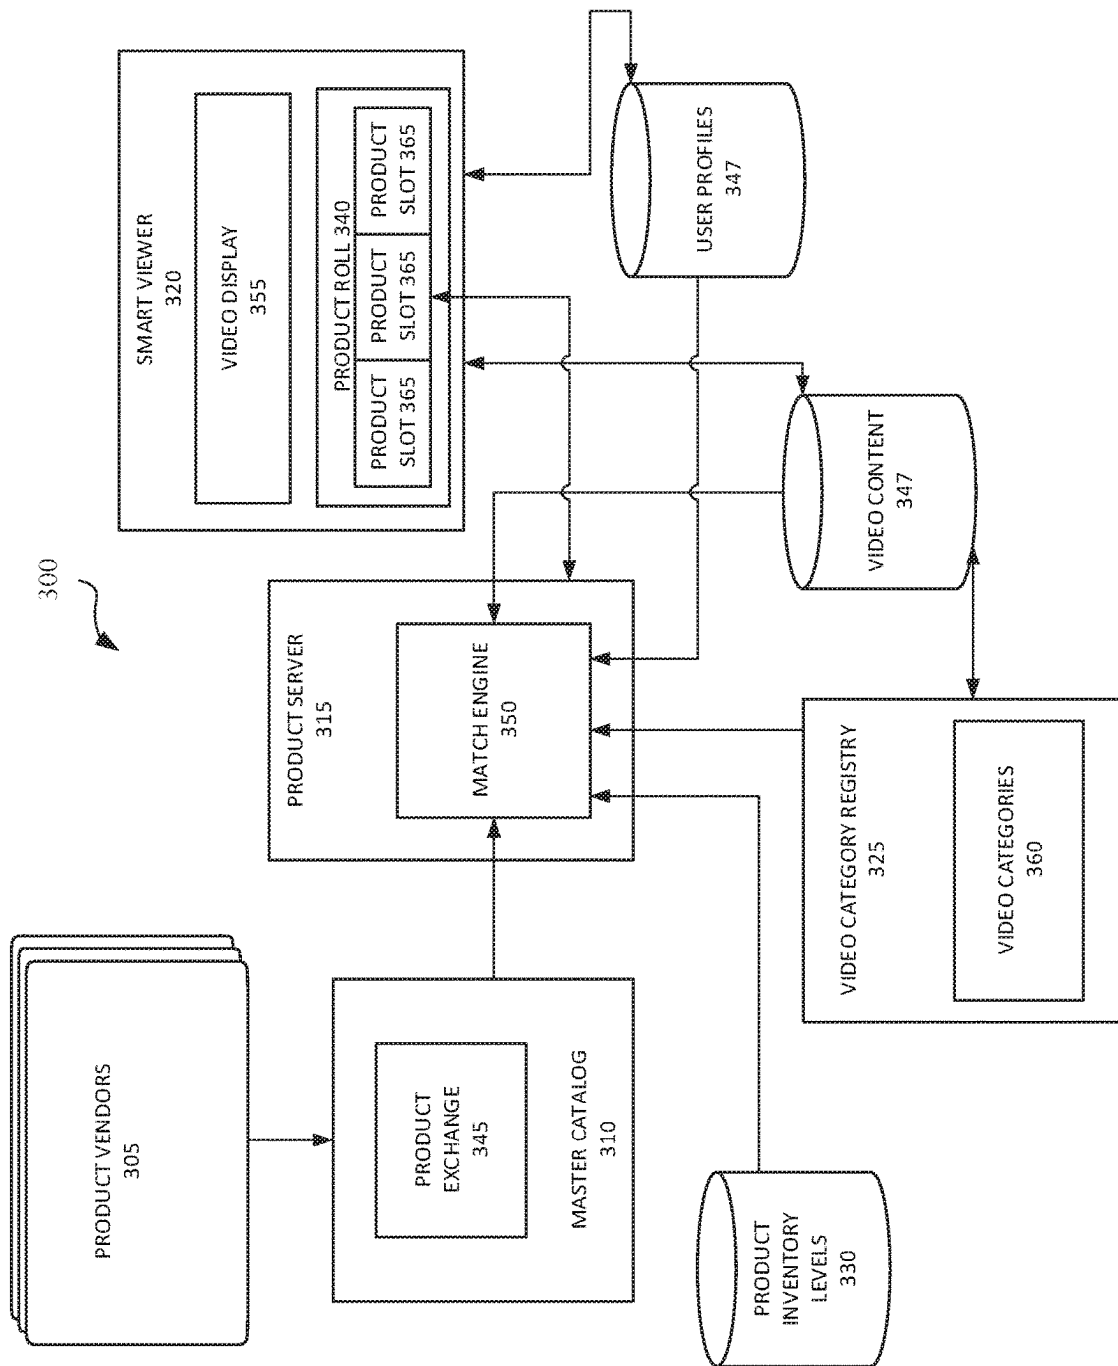 300
PRODUCT VENDORS
305
PRODUCT
EXCHANGE
345
MASTER CATALOG
310
PRODUCT
INVENTORY
LEVELS
330
PRODUCT SERVER
315
MATCH ENGINE
350
VIDEO CATEGORY REGISTRY
325
VIDEO CATEGORIES
360
SMART VIEWER
320
VIDEO DISPLAY
355
PRODUCT ROLL 340
PRODUCT
SLOT 365
PRODUCT
SLOT 365
PRODUCT
SLOT 365
VIDEO CONTENT
347
USER PROFILES
347